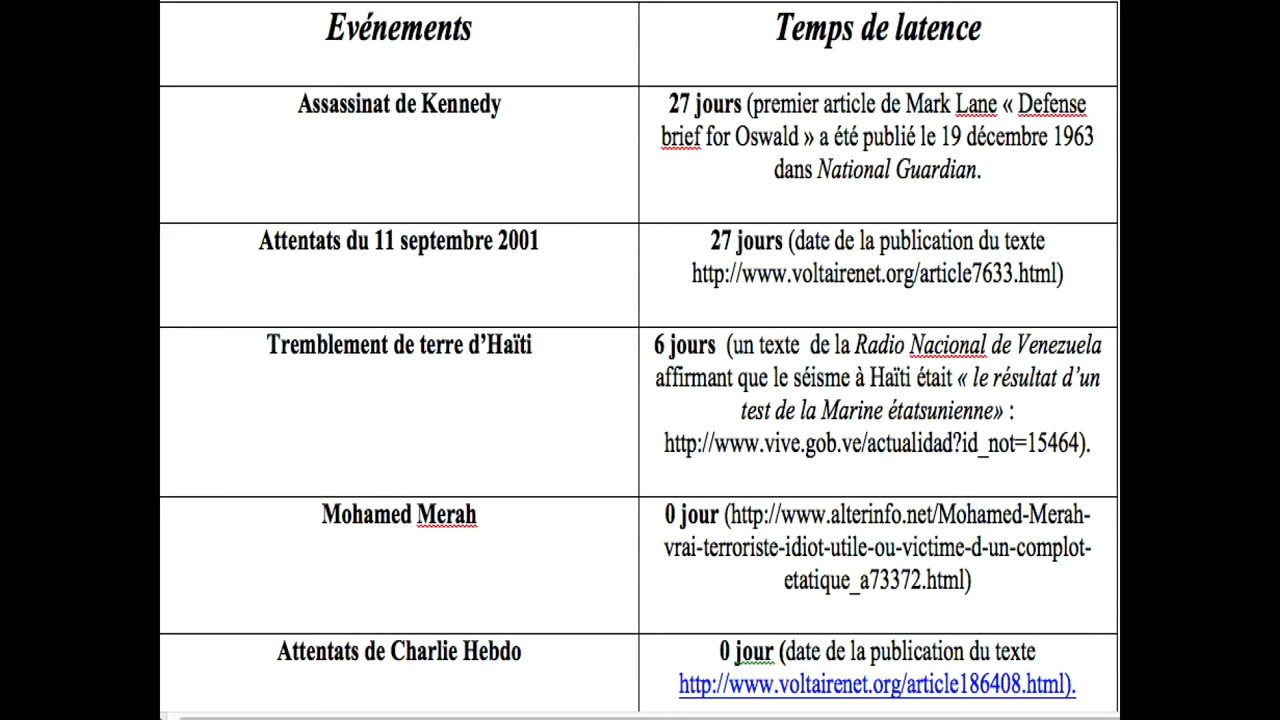 Evénements
Temps de latence
Assassinat de Kennedy
27 jours (premier article de Mark Lane « Defense
brief for Oswald » a été publié le 19 décembre 1963
dans National Guardian.
Attentats du 11 septembre 2001
27 jours (date de la publication du texte
http://www.voltairenet.org/article7633.html)
Tremblement de terre d’Haïti
6 jours (un texte de la Radio Nacional de Venezuela
affirmant que le séisme à Haïti était « le résultat d’un
test de la Marine étatsunienne» :
http://www.vive.gob.ve/actualidad?id_not=15464).
Mohamed Merah
0 jour (http://www.alterinfo.net/Mohamed-Merah-
vrai-terroriste-idiot-utile-ou-victime-d-un-complot-
etatique_a73372.html)
Attentats de Charlie Hebdo
0 jour (date de la publication du texte
http://www.voltairenet.org/article186408.html).